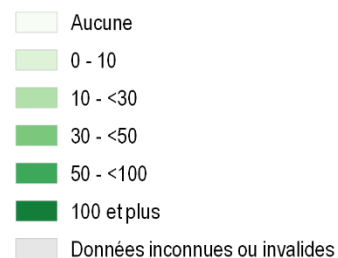 Aucune
0 - 10
10 - <30
30 - <50
50 - <100
100 et plus
Données inconnues ou invalides